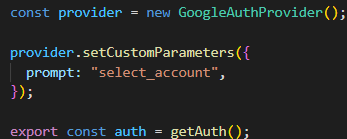 const provider = new GoogleAuthProvider();
provider.setCustomParameters({
  prompt: "select_account",
});
export const auth = getAuth();